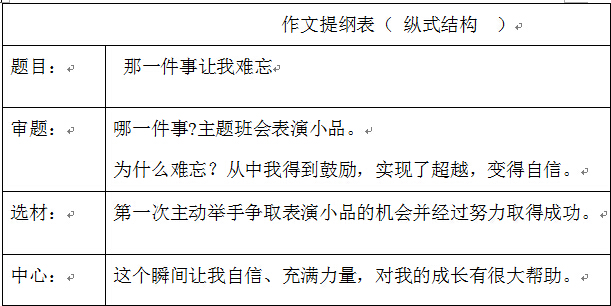 作文提纲表（ 纵式结构 ）
题目： 那一件事让我难忘
审题： 哪一件事?主题班会表演小品。
为什么难忘？从中我得到鼓励，实现了超越，变得自信。
选材： 第一次主动举手争取表演小品的机会并经过努力取得成功。
中心： 这个瞬间让我自信、充满力量，对我的成长有很大帮助。